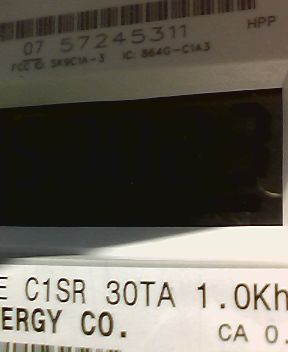 07 57245311
HPP
FCC ID: SK9C1A-3 IC: 864G-C1A3
E C1SR 30TA 1.0Kh
ERGY CO.
CA 0.